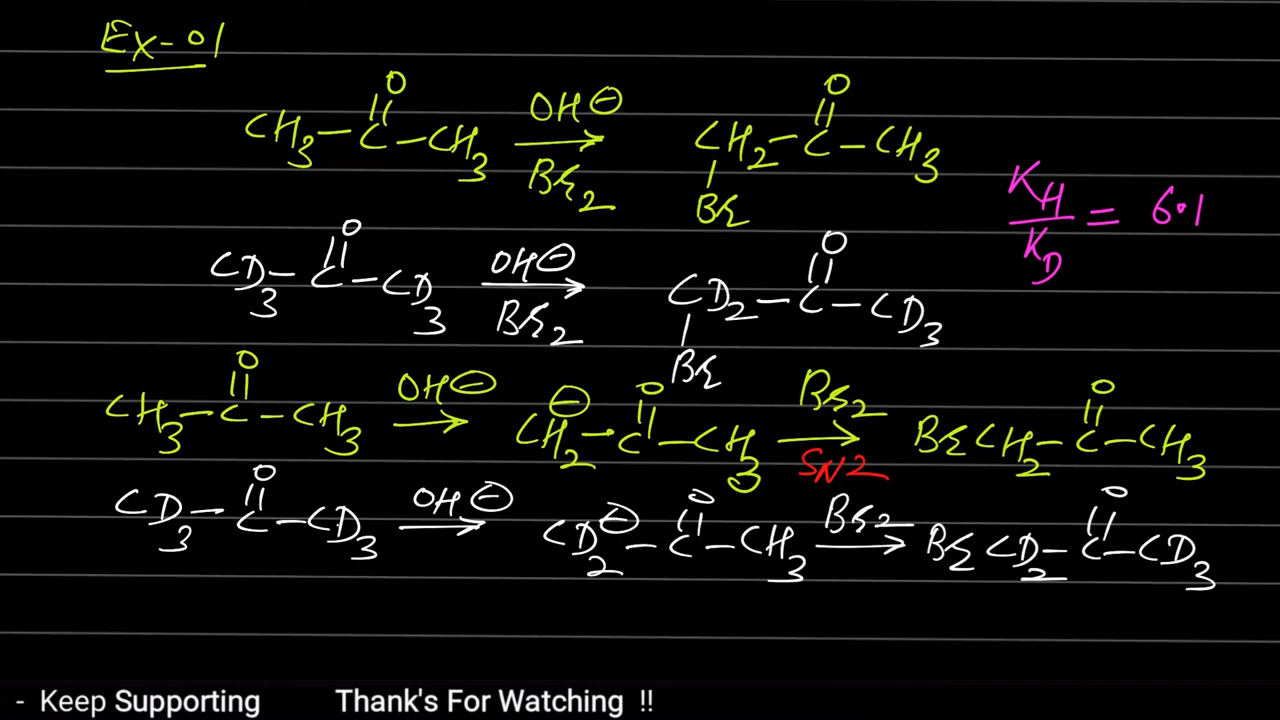 Ex-01
O
CH3-C-CH3 OH⊖ Br2 → CH2-C-CH3
O
Br
KH/KD = 6.1
O
CD3-C-CD3 OH⊖ Br2 → CD2-C-CD3
O
Br
O
CH3-C-CH3 OH⊖ → ⊖CH2-C-CH3 Br2 SN2 → BrCH2-C-CH3
O
O
O
CD3-C-CD3 OH⊖ → CD2⊖-C-CH3 Br2 → BrCD2-C-CD3
O
O
- Keep Supporting Thank's For Watching !!